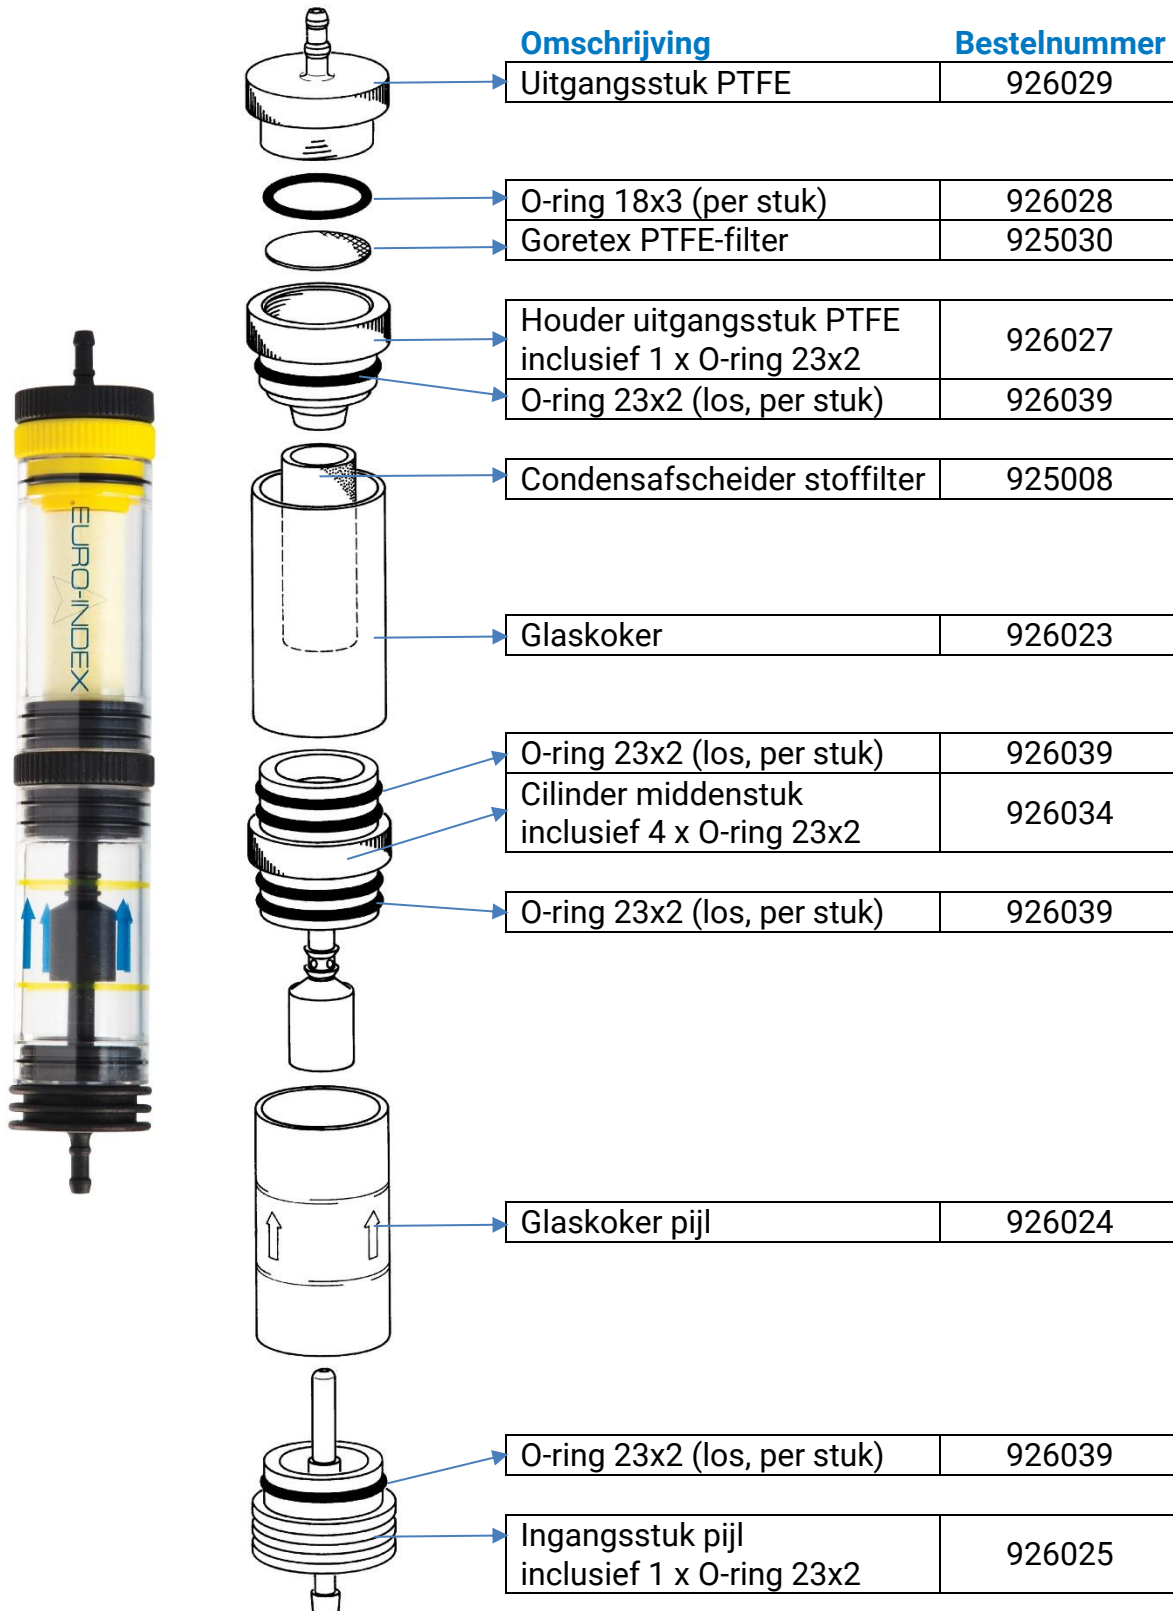 Omschrijving Bestelnummer
Uitgangsstuk PTFE 926029
O-ring 18x3 (per stuk) 926028
Goretex PTFE-filter 925030
Houder uitgangsstuk PTFE
inclusief 1 x O-ring 23x2 926027
O-ring 23x2 (los, per stuk) 926039
Condensafscheider stoffilter 925008
EURO-INDEX
Glaskoker 926023
O-ring 23x2 (los, per stuk) 926039
Cilinder middenstuk
inclusief 4 x O-ring 23x2 926034
O-ring 23x2 (los, per stuk) 926039
Glaskoker pijl 926024
O-ring 23x2 (los, per stuk) 926039
Ingangsstuk pijl
inclusief 1 x O-ring 23x2 926025